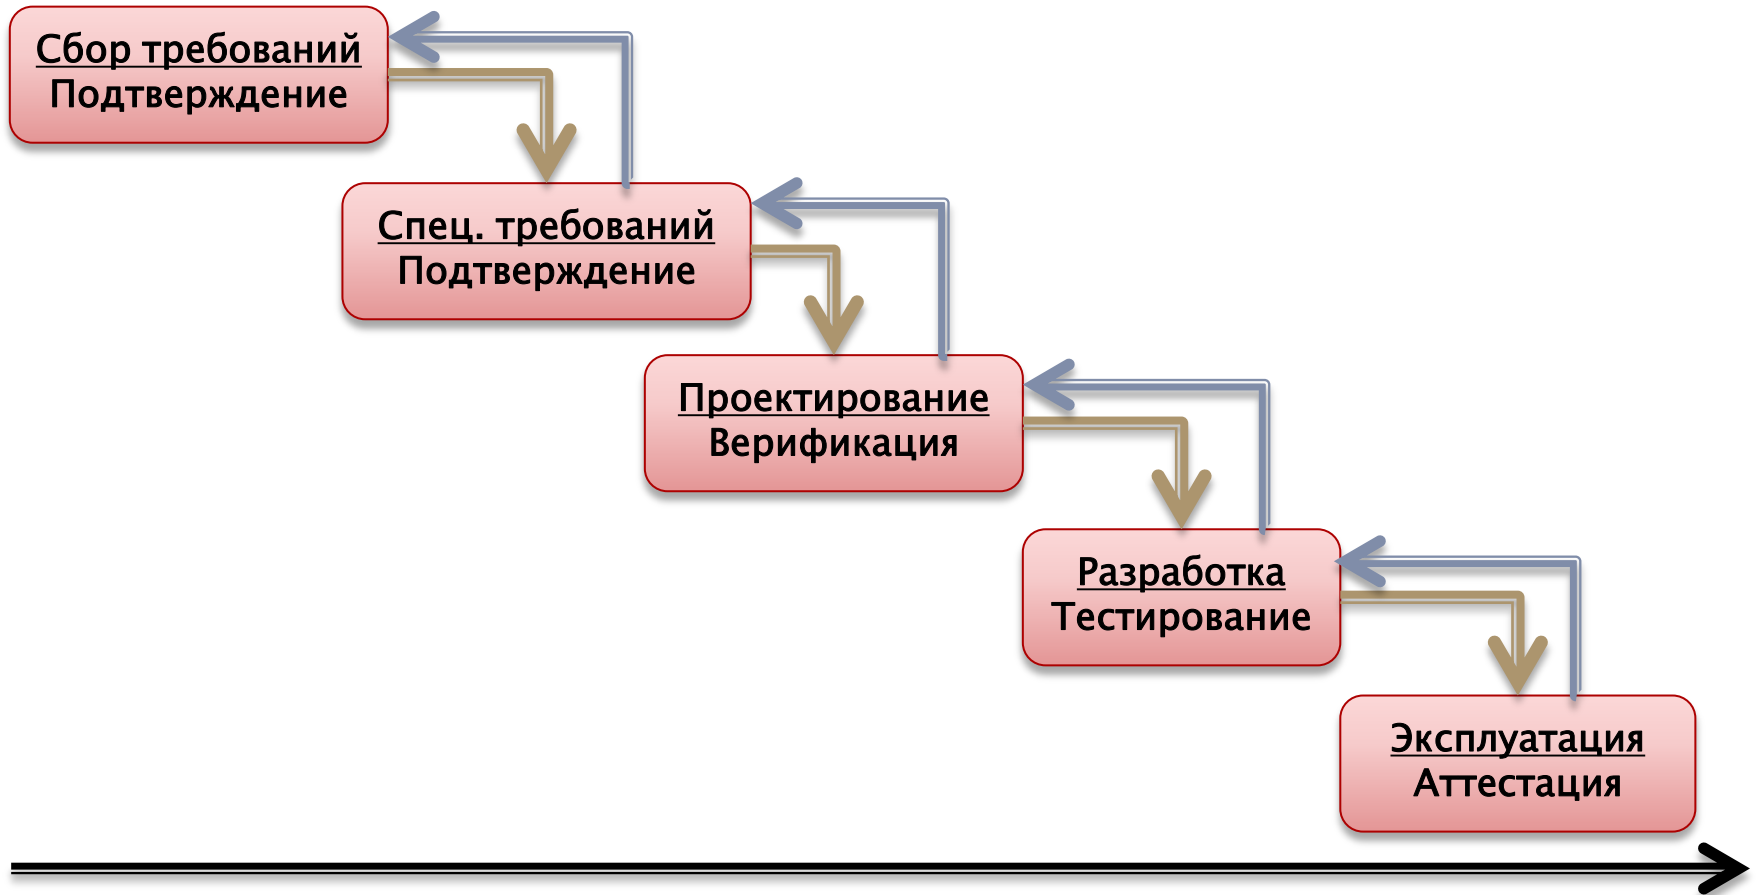 Сбор требований
Подтверждение
Спец. требований
Подтверждение
Проектирование
Верификация
Разработка
Тестирование
Эксплуатация
Аттестация